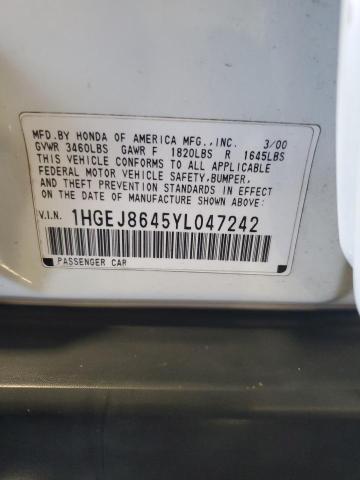 MFD.BY HONDA OF AMERICA MFG.,INC. 3/00
GVWR 3460LBS GAWR F 1820LBS R 1645LBS
THIS VEHICLE CONFORMS TO ALL APPLICABLE
FEDERAL MOTOR VEHICLE SAFETY,BUMPER,
AND THEFT PREVENTION STANDARDS IN EFFECT
ON THE DATE OF MANUFACTURE SHOWN ABOVE.
V.I.N. 1HGEJ8645YL047242
PASSENGER CAR